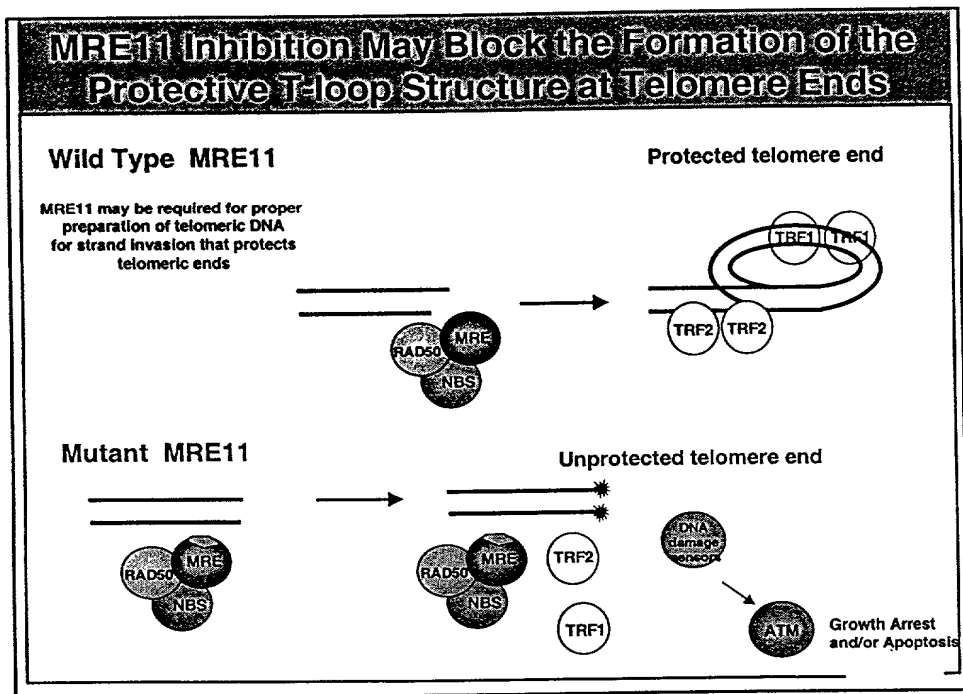 MRE11 Inhibition May Block the Formation of the
Protective T-loop Structure at Telomere Ends
Wild Type MRE11
Protected telomere end
MRE11 may be required for proper
preparation of telomeric DNA
for strand invasion that protects
telomeric ends
TRF1 TRF1
RAD50 MRE
NBS
TRF2 TRF2
Mutant MRE11
Unprotected telomere end
RAD50 MRE
NBS
RAD50 MRE
NBS
TRF2
TRF1
DNA
damage
sensors
ATM
Growth Arrest
and/or Apoptosis